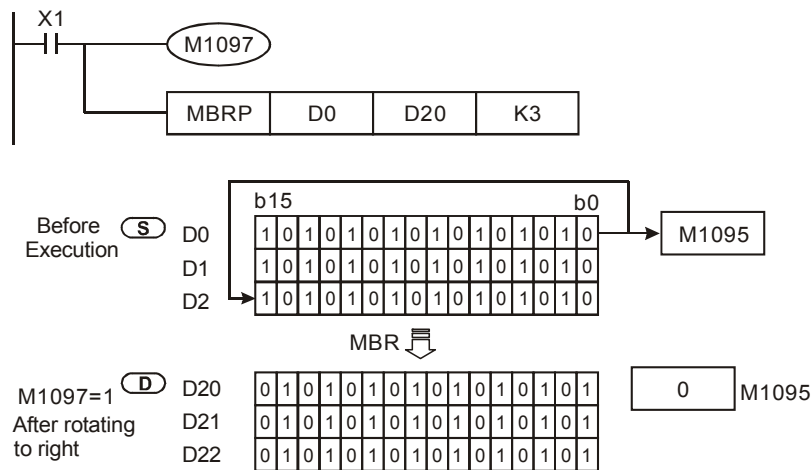 X1
M1097
MBRP D0 D20 K3
b15 b0
Before Execution S D0 1 0 1 0 1 0 1 0 1 0 1 0 1 0 1 0 M1095
D1 1 0 1 0 1 0 1 0 1 0 1 0 1 0 1 0
D2 1 0 1 0 1 0 1 0 1 0 1 0 1 0 1 0
MBR
M1097=1 D D20 0 1 0 1 0 1 0 1 0 1 0 1 0 1 0 1 0 M1095
After rotating D21 0 1 0 1 0 1 0 1 0 1 0 1 0 1 0 1
to right D22 0 1 0 1 0 1 0 1 0 1 0 1 0 1 0 1